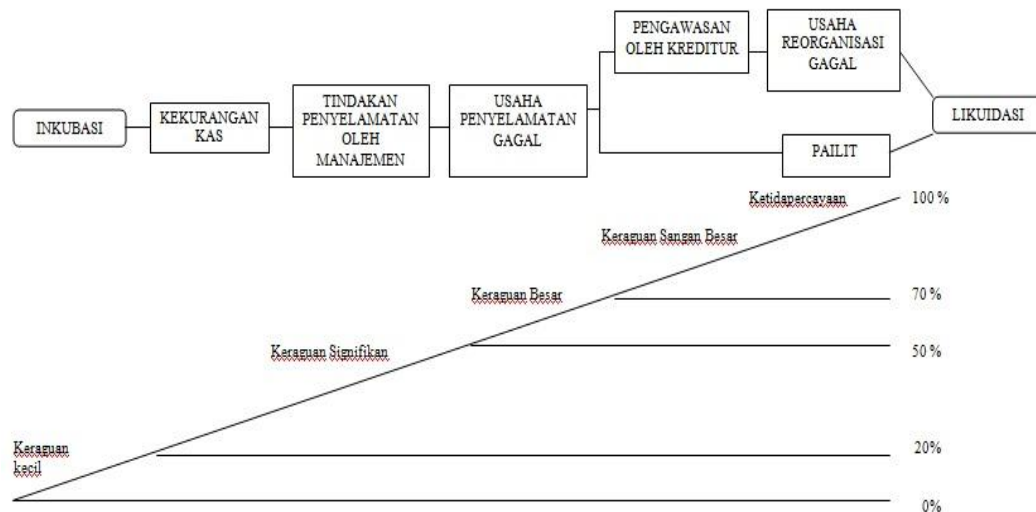 PENGAWASAN
OLEH KREDITUR
USAHA
REORGANISASI
GAGAL
INKUBASI
KEKURANGAN
KAS
TINDAKAN
PENYELAMATAN
OLEH
MANAJEMEN
USAHA
PENYELAMATAN
GAGAL
LIKUIDASI
PAILIT
Ketidapercayaan
100 %
Keraguan Sangan Besar
Keraguan Besar
70 %
Keraguan Signifikan
50 %
Keraguan
kecil
20%
0%